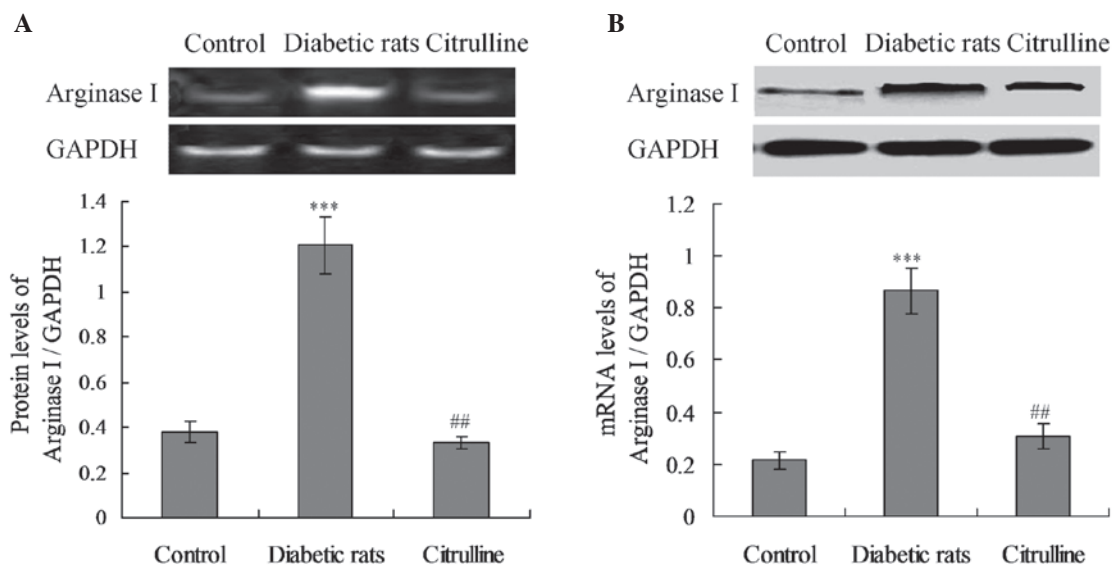 A
Control Diabetic rats Citrulline
Arginase I
GAPDH
1.4
1.2
1
0.8
0.6
0.4
0.2
0
Protein levels of
Arginase I / GAPDH
***
##
Control Diabetic rats Citrulline
B
Control Diabetic rats Citrulline
Arginase I
GAPDH
1.2
1
0.8
0.6
0.4
0.2
0
mRNA levels of
Arginase I / GAPDH
***
##
Control Diabetic rats Citrulline